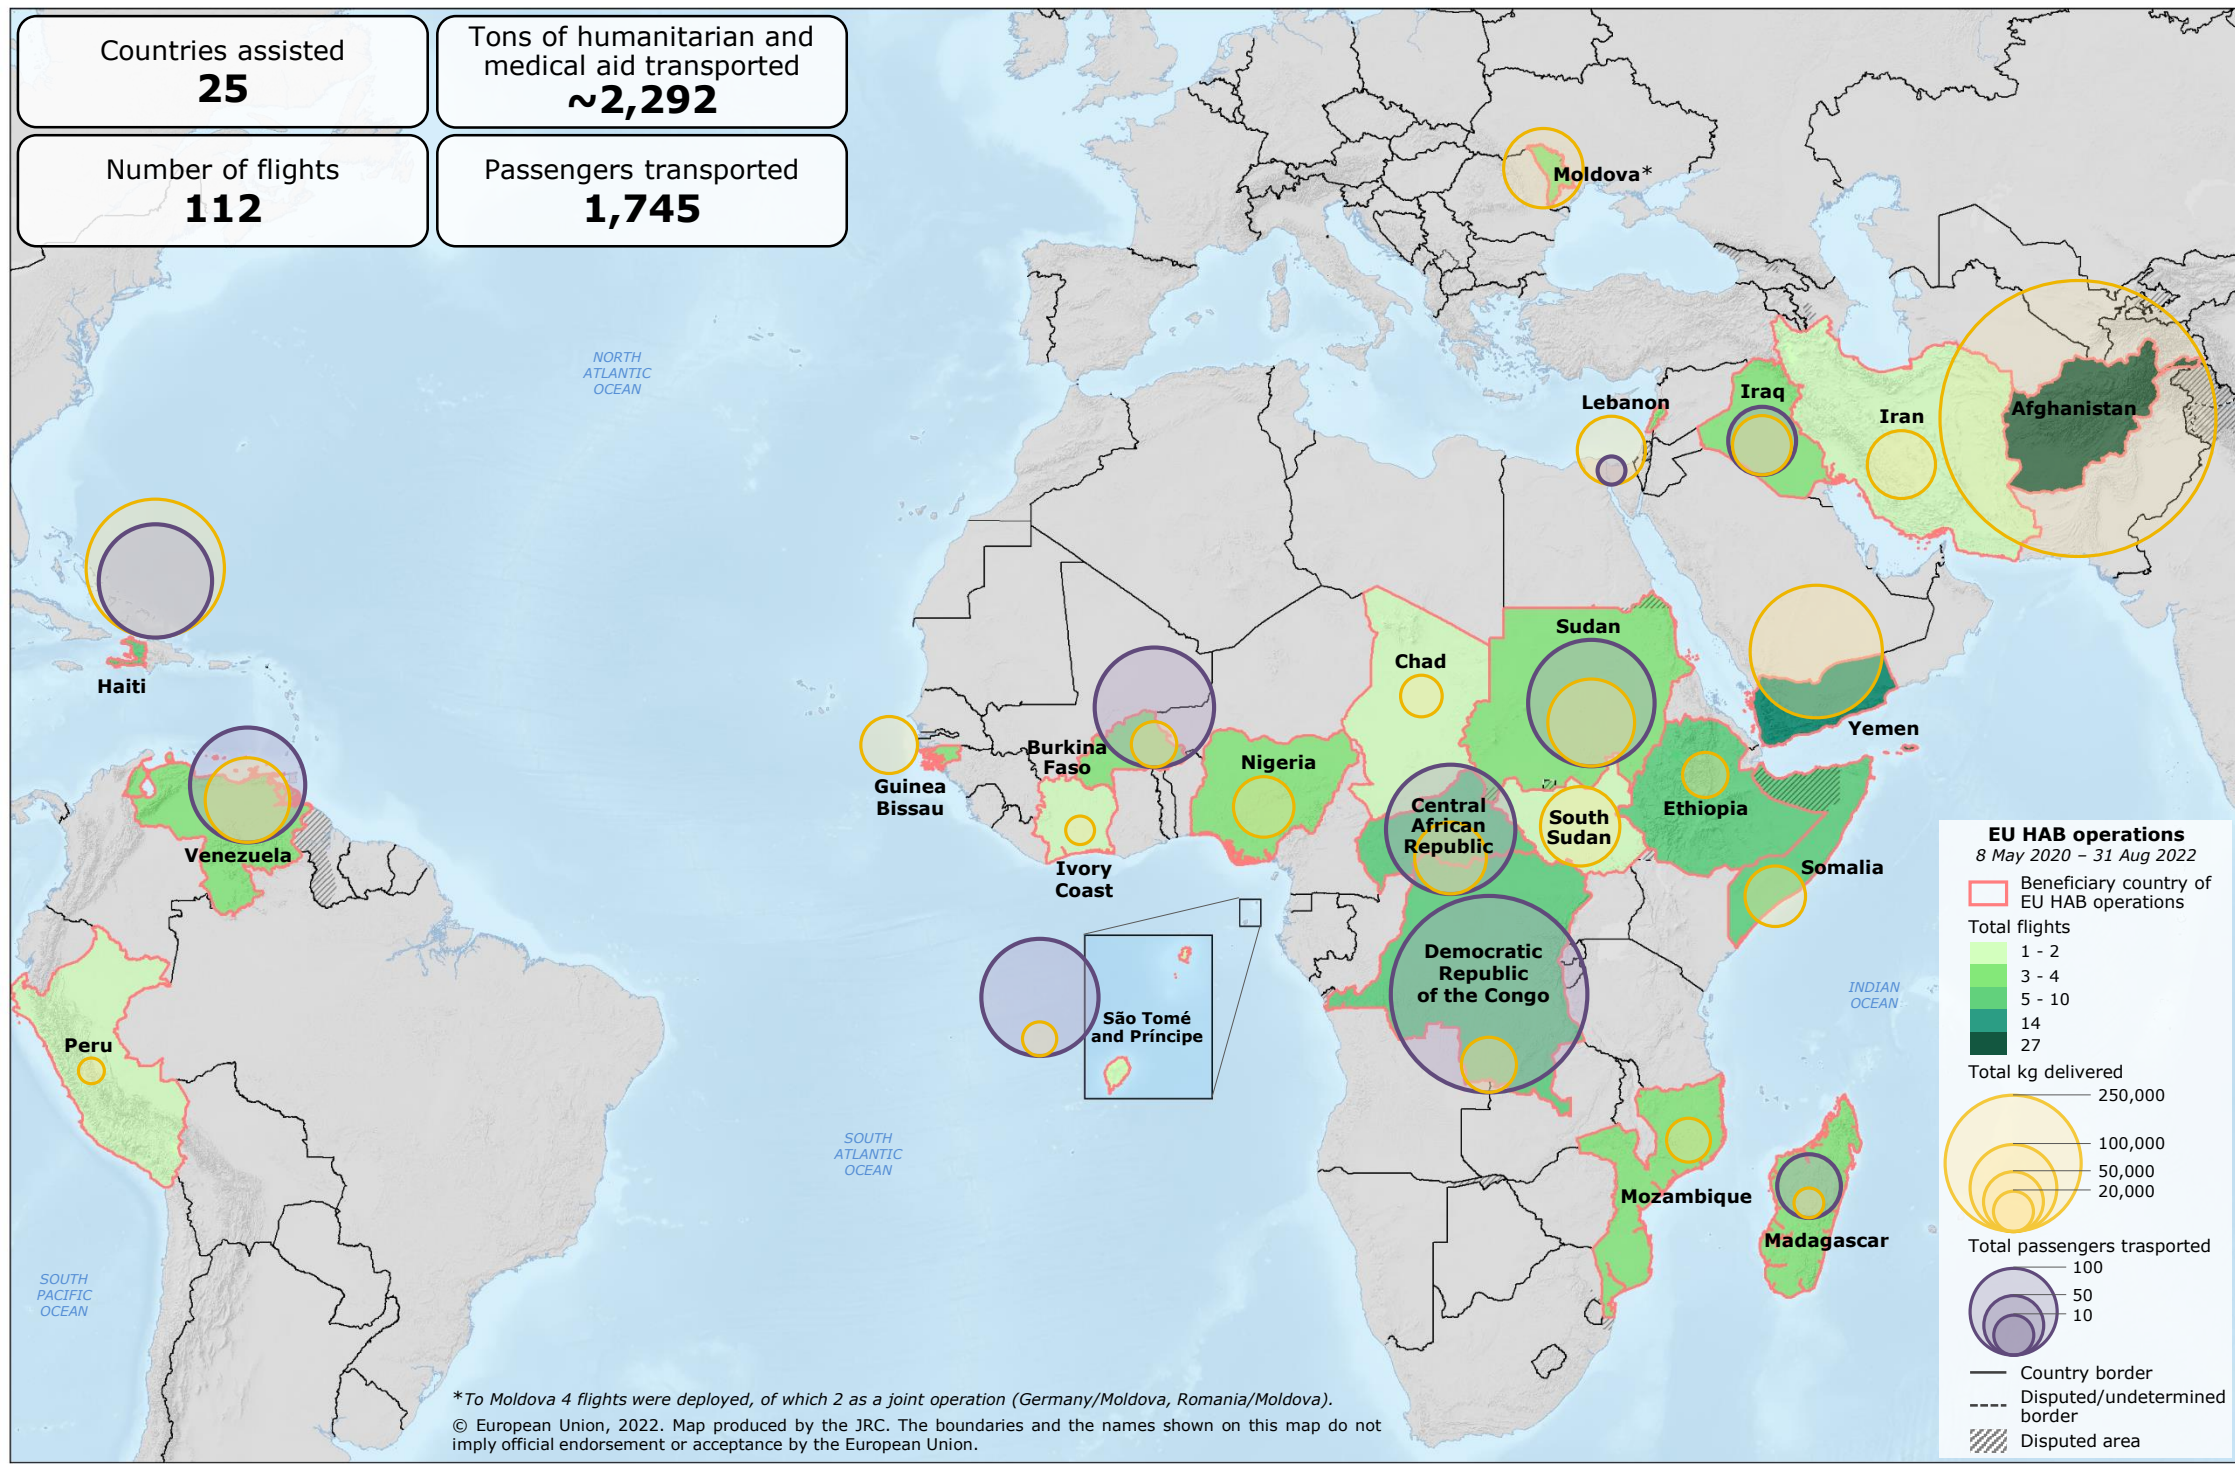 Countries assisted
25
Tons of humanitarian and
medical aid transported
~2,292
Number of flights
112
Passengers transported
1,745
Moldova*
NORTH
ATLANTIC
OCEAN
Lebanon
Iraq
Iran
Afghanistan
Haiti
Sudan
Chad
Yemen
Burkina
Faso
Nigeria
Guinea
Bissau
Ivory
Coast
Central
African
Republic
South
Sudan
Ethiopia
Somalia
Venezuela
Democratic
Republic
of the Congo
São Tomé
and Príncipe
Peru
INDIAN
OCEAN
SOUTH
ATLANTIC
OCEAN
Mozambique
Madagascar
SOUTH
PACIFIC
OCEAN
EU HAB operations
8 May 2020 – 31 Aug 2022
Beneficiary country of
EU HAB operations
Total flights
1 - 2
3 - 4
5 - 10
14
27
Total kg delivered
250,000
100,000
50,000
20,000
Total passengers trasported
100
50
10
Country border
Disputed/undetermined
border
Disputed area
*To Moldova 4 flights were deployed, of which 2 as a joint operation (Germany/Moldova, Romania/Moldova).
© European Union, 2022. Map produced by the JRC. The boundaries and the names shown on this map do not
imply official endorsement or acceptance by the European Union.